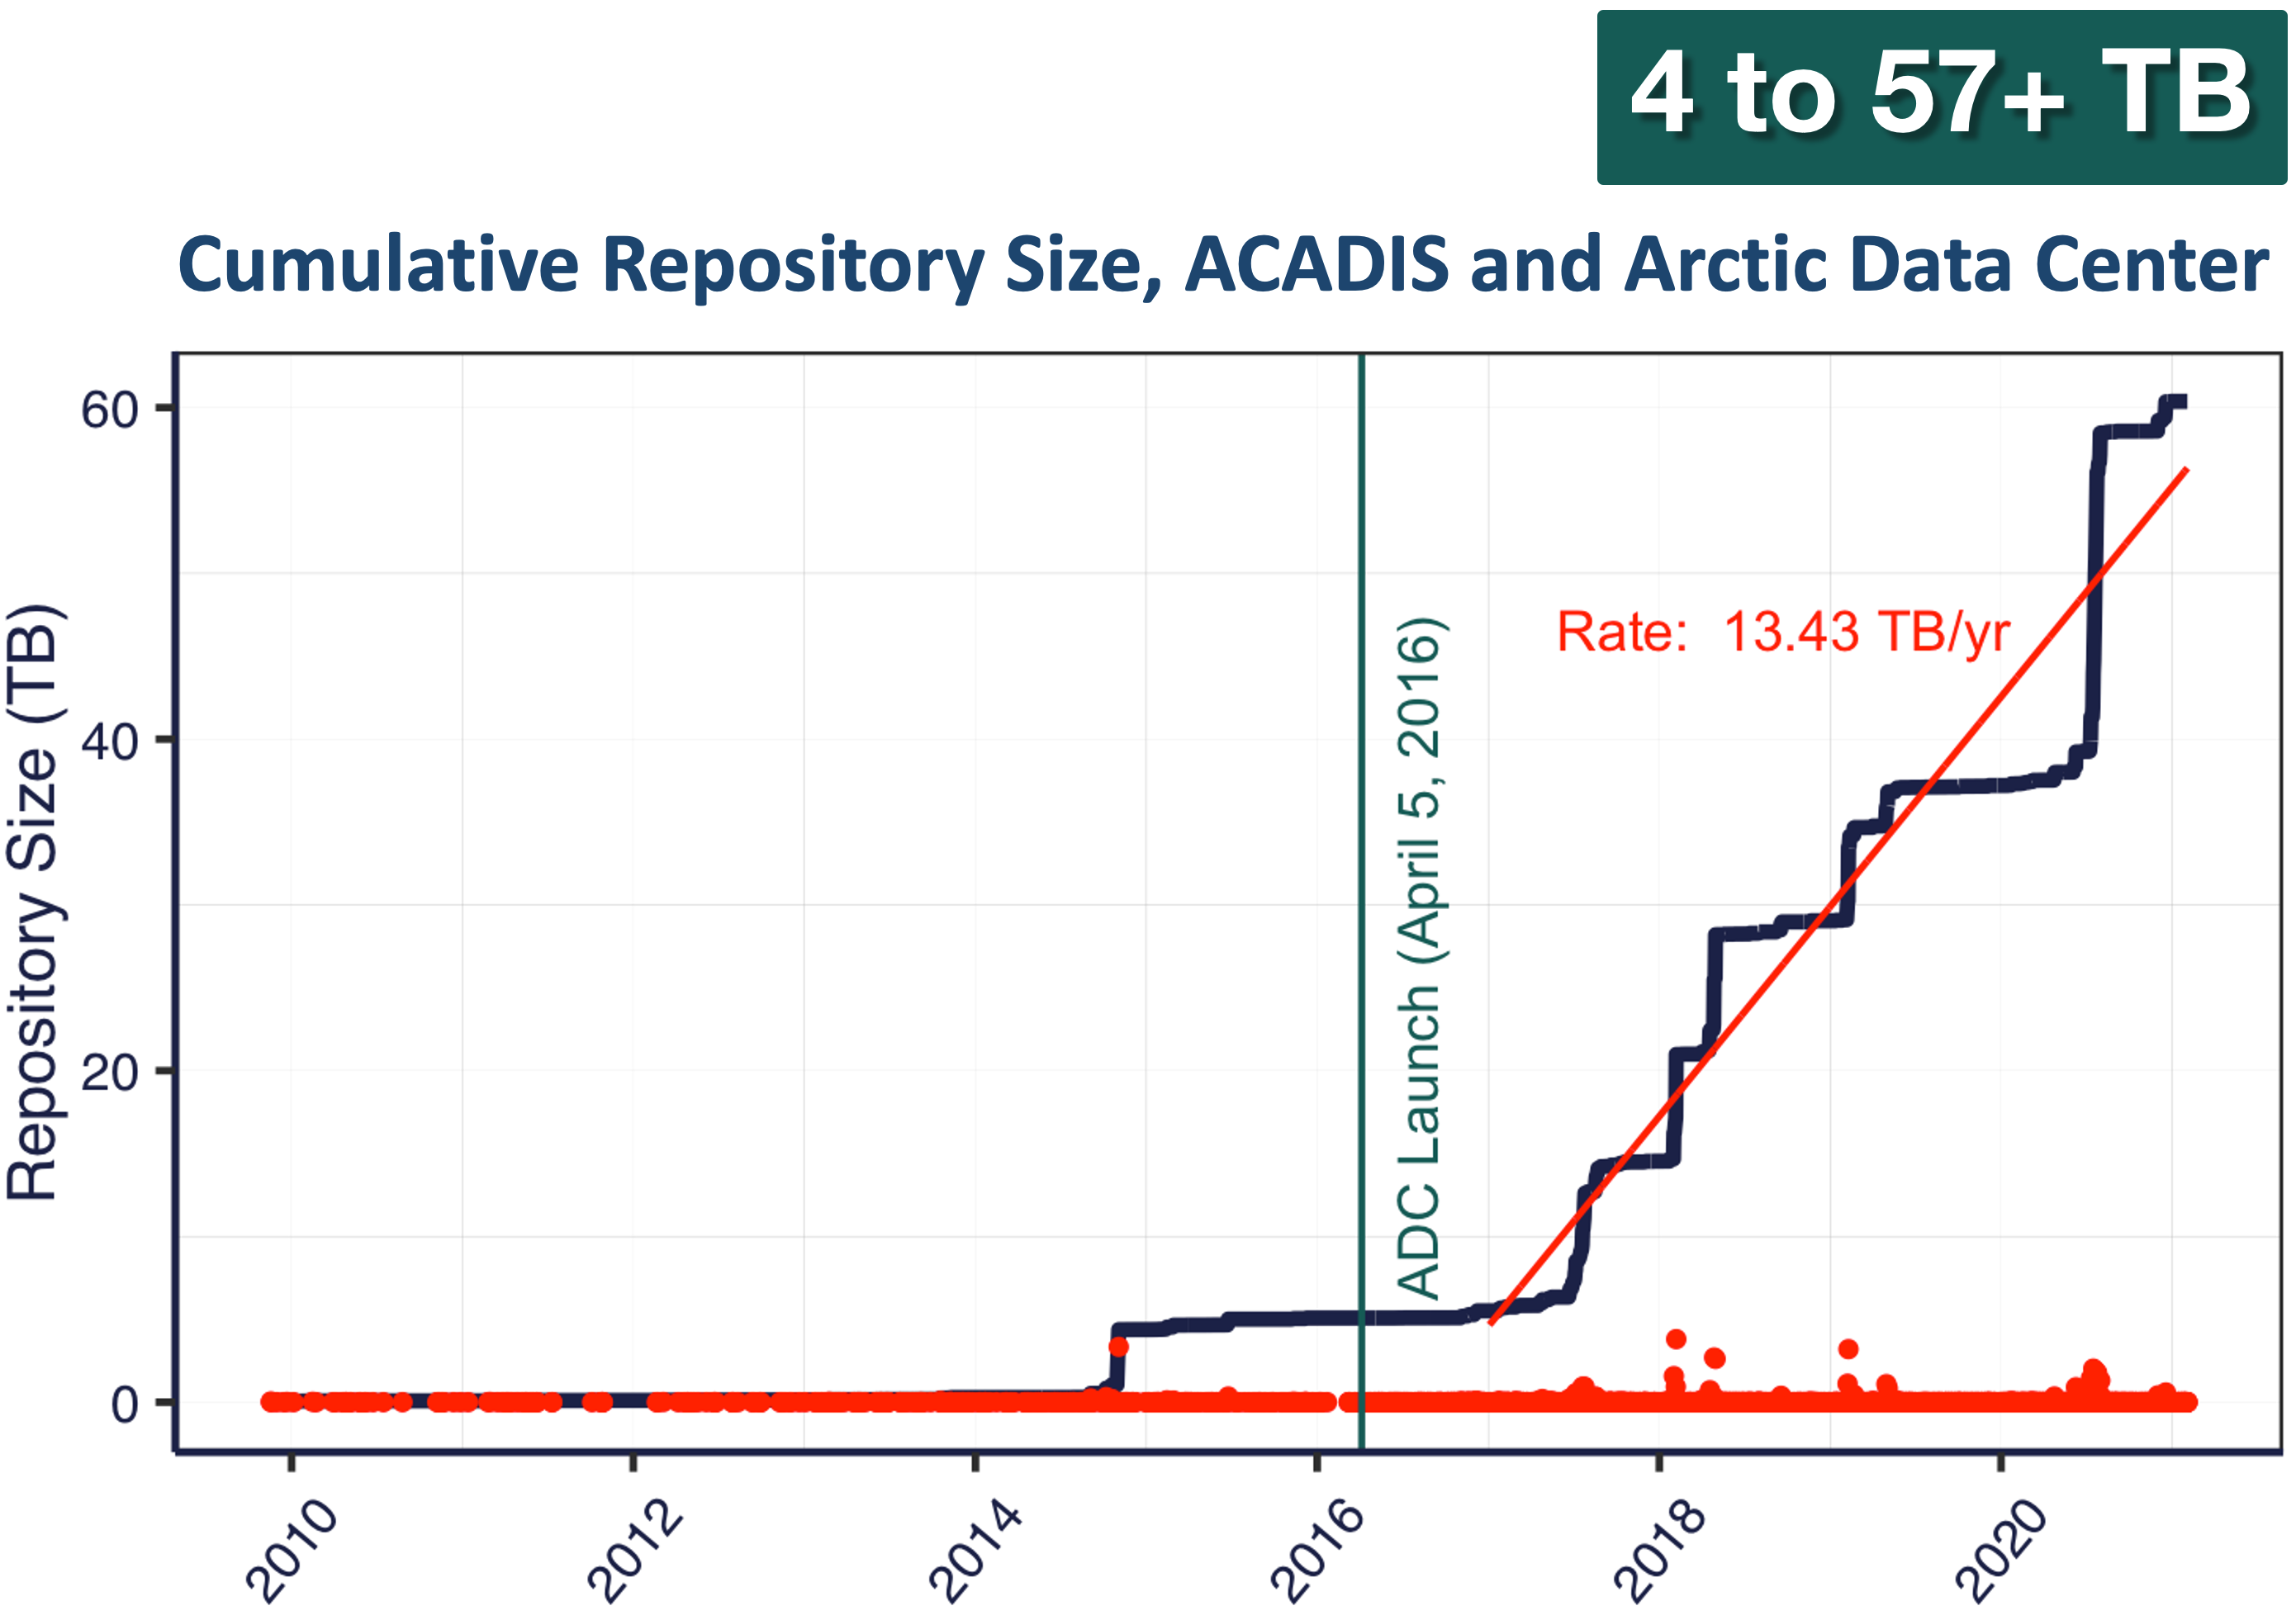 4 to 57+ TB
Cumulative Repository Size, ACADIS and Arctic Data Center
Repository Size (TB)
60
40
20
0
Rate: 13.43 TB/yr
ADC Launch (April 5, 2016)
2010
2012
2014
2016
2018
2020